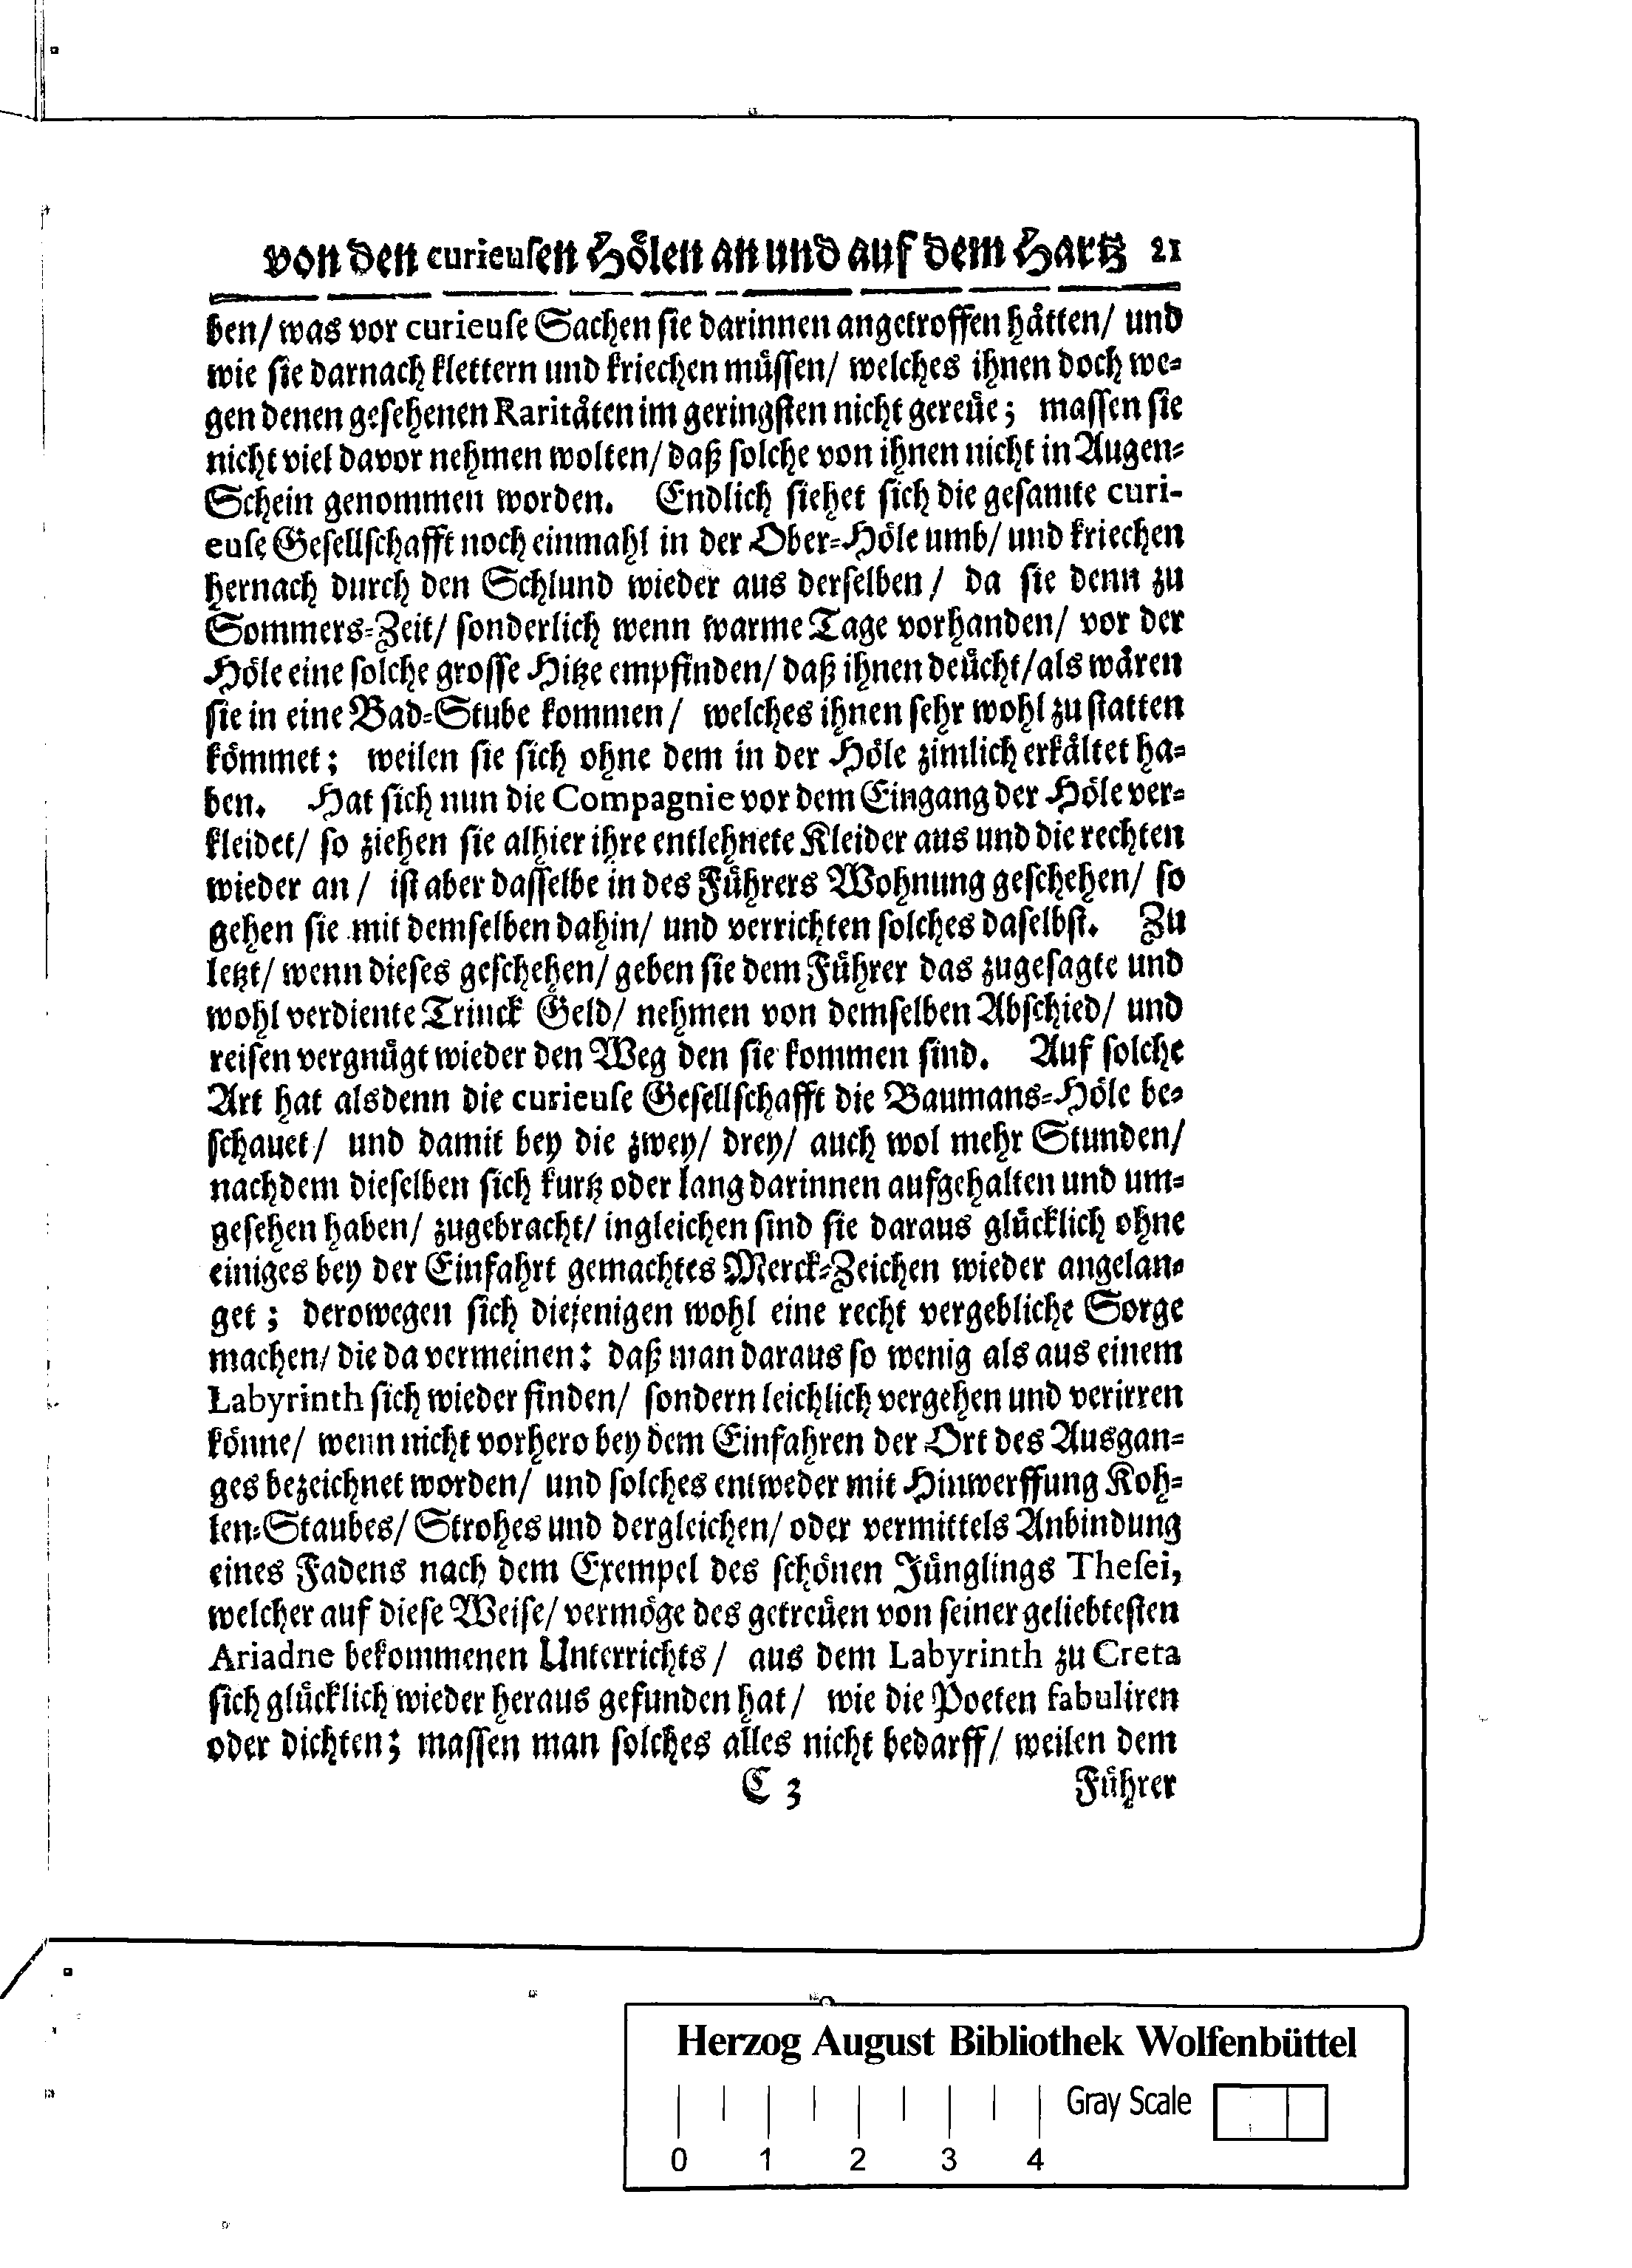 von den curieusen Hölen an und auf dem Hartz 21
ben/ was vor curieuse Sachen sie darinnen angetroffen hätten/ und
wie sie darnach klettern und kriechen müssen/ welches ihnen doch we-
gen denen gesehenen Raritäten im geringsten nicht gereüe; massen sie
nicht viel davor nehmen wolten/ daß solche von ihnen nicht in Augen-
Schein genommen worden. Endlich siehet sich die gesamte curi-
euse Gesellschafft noch einmahl in der Ober-Höle umb/ und kriechen
hernach durch den Schlund wieder aus derselben/ da sie denn zu
Sommers-Zeit/ sonderlich wenn warme Tage vorhanden/ vor der
Höle eine solche grosse Hitze empfinden/ daß ihnen deücht/ als wären
sie in eine Bad-Stube kommen/ welches ihnen sehr wohl zu statten
kömmet; weilen sie sich ohne dem in der Höle zimlich erkältet ha-
ben. Hat sich nun die Compagnie vor dem Eingang der Höle ver-
kleidet/ so ziehen sie alhier ihre entlehnete Kleider aus und die rechten
wieder an/ ist aber dasselbe in des Führers Wohnung geschehen/ so
gehen sie mit demselben dahin/ und verrichten solches daselbst. Zu
letzt/ wenn dieses geschehen/ geben sie dem Führer das zugesagte und
wohl verdiente Trinck Geld/ nehmen von demselben Abschied/ und
reisen vergnügt wieder den Weg den sie kommen sind. Auf solche
Art hat alsdenn die curieuse Gesellschafft die Baumans-Höle be-
schauet/ und damit bey die zwey/ drey/ auch wol mehr Stunden/
nachdem dieselben sich kurtz oder lang darinnen aufgehalten und um-
gesehen haben/ zugebracht/ ingleichen sind sie daraus glücklich ohne
einiges bey der Einfahrt gemachtes Merck-Zeichen wieder angelan-
get; derowegen sich diejenigen wohl eine recht vergebliche Sorge
machen/ die da vermeinen: daß man daraus so wenig als aus einem
Labyrinth sich wieder finden/ sondern leichlich vergehen und verirren
könne/ wenn nicht vorhero bey dem Einfahren der Ort des Ausgan-
ges bezeichnet worden/ und solches entweder mit Hinwerffung Koh-
len-Staubes/ Strohes und dergleichen/ oder vermittels Anbindung
eines Fadens nach dem Exempel des schönen Jünglings Thesei,
welcher auf diese Weise/ vermöge des getreüen von seiner geliebtesten
Ariadne bekommenen Unterrichts/ aus dem Labyrinth zu Creta
sich glücklich wieder heraus gefunden hat/ wie die Poeten fabuliren
oder dichten; massen man solches alles nicht bedarff/ weilen dem
C 3 Führer
Herzog August Bibliothek Wolfenbüttel
Gray Scale
0 1 2 3 4